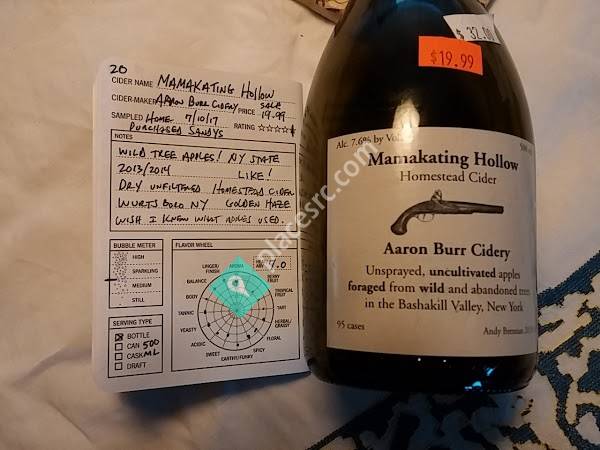 20
CIDER NAME MAMAKATING HOLLOW
CIDER-MAKER AARON BURR CIDERY PRICE SALE 19.99
SAMPLED HOME 7/10/17
PURCHASED SANDYS RATING
NOTES
WILD TREE APPLES! NY STATE
2013/2014 LIKE!
DRY UNFILTERED HOMESTEAD CIDER
WURTSBORO NY GOLDEN HAZE
WISH I KNEW WHAT APPLES USED.
BUBBLE METER
HIGH
SPARKLING
MEDIUM
STILL
SERVING TYPE
BOTTLE
CAN 500
CASK ML
DRAFT
FLAVOR WHEEL
AROMA
BERRY FRUIT
TROPICAL FRUIT
TART
HERBAL/GRASSY
FLORAL
SPICY
EARTHY/FUNKY
SWEET
ACIDIC
YEASTY
TANNIC
BODY
BALANCE
LINGER/FINISH
placesrc.com
$ 32.00
$19.99
Alc. 7.6% by Vol
Mamakating Hollow
Homestead Cider
Aaron Burr Cidery
Unsprayed, uncultivated apples
foraged from wild and abandoned trees
in the Bashakill Valley, New York
95 cases
Andy Brennan